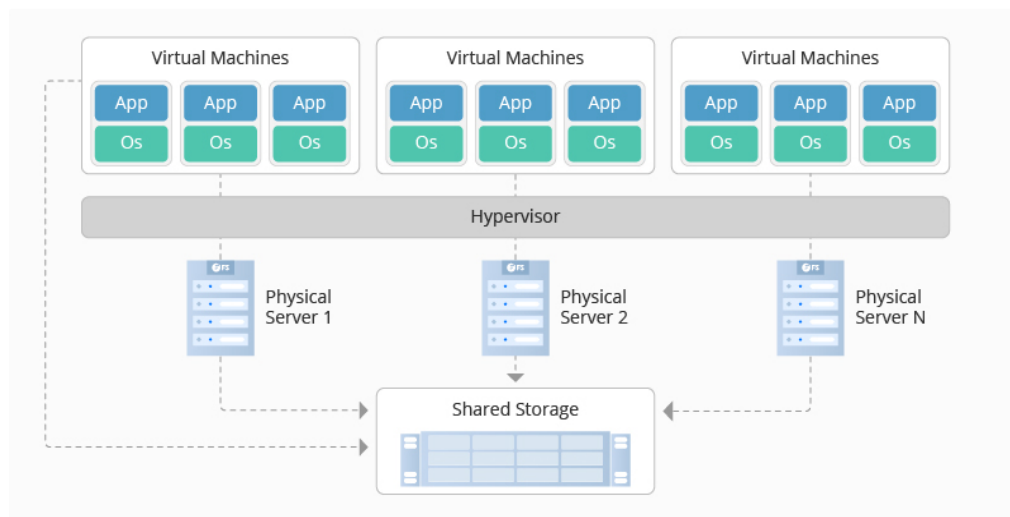 Virtual Machines
Virtual Machines
Virtual Machines
App
App
App
App
App
App
App
App
App
Os
Os
Os
Os
Os
Os
Os
Os
Os
Hypervisor
FS
FS
FS
Physical
Server 1
Physical
Server 2
Physical
Server N
Shared Storage